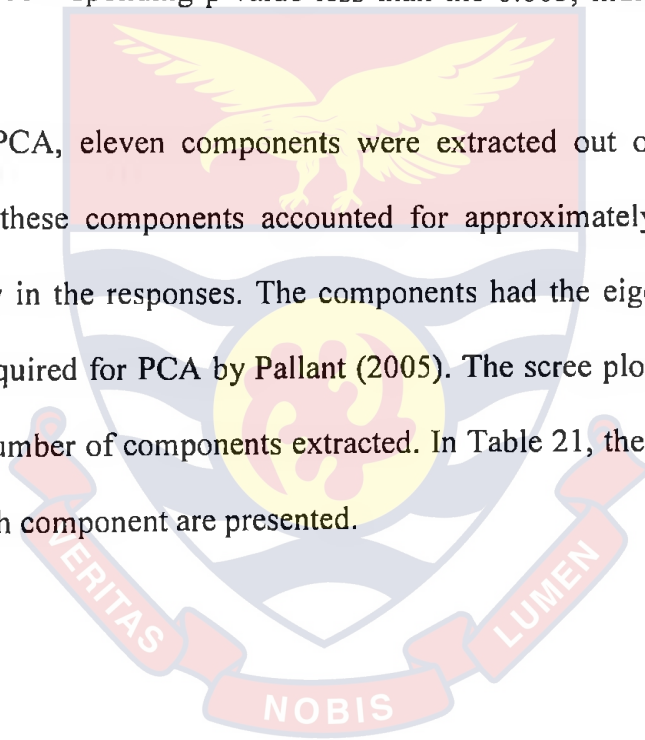 PCA, eleven components were extracted out o
these components accounted for approximately
in the responses. The components had the eig
quired for PCA by Pallant (2005). The scree plo
umber of components extracted. In Table 21, the
h component are presented.
VERITAS
NOBIS
LUMEN